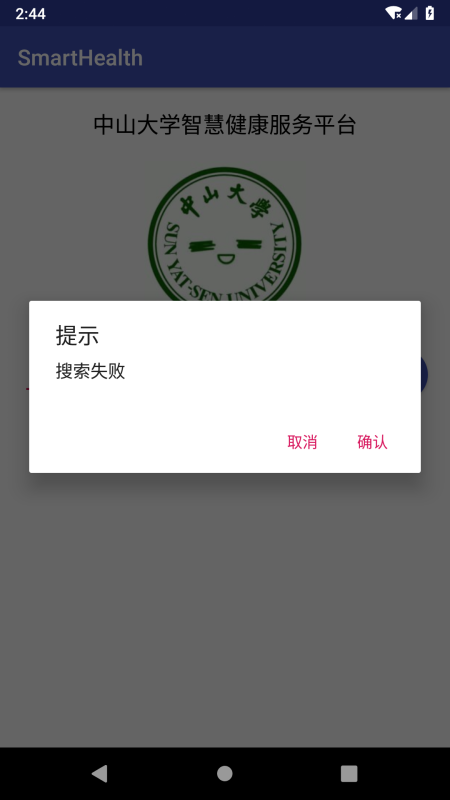 2:44
SmartHealth
中山大学智慧健康服务平台
中山大學
SUN YAT-SEN UNIVERSITY
提示
搜索失败
取消
确认